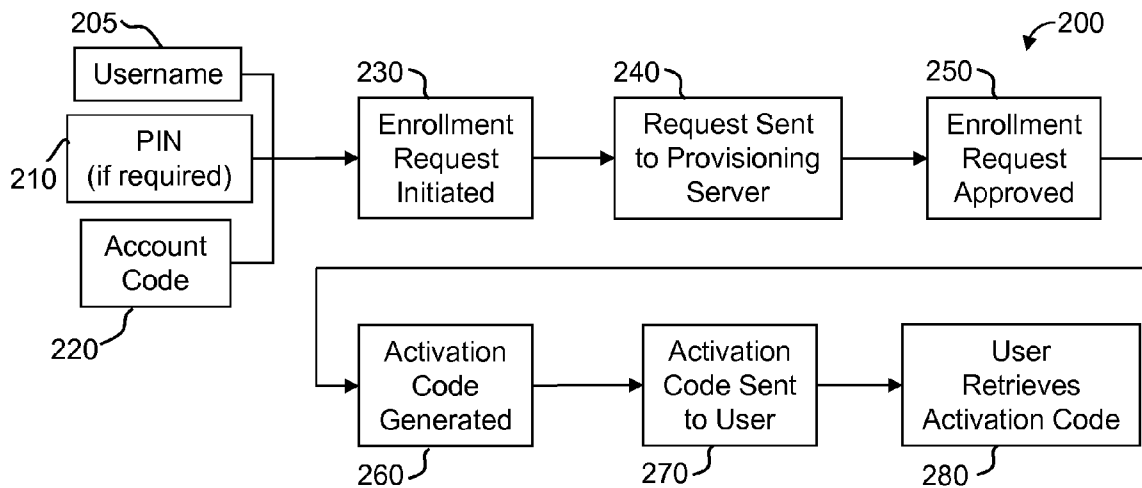 205
Username
210
PIN
(if required)
Account
Code
220
200
230
Enrollment
Request
Initiated
240
Request Sent
to Provisioning
Server
250
Enrollment
Request
Approved
Activation
Code
Generated
260
Activation
Code Sent
to User
270
User
Retrieves
Activation Code
280